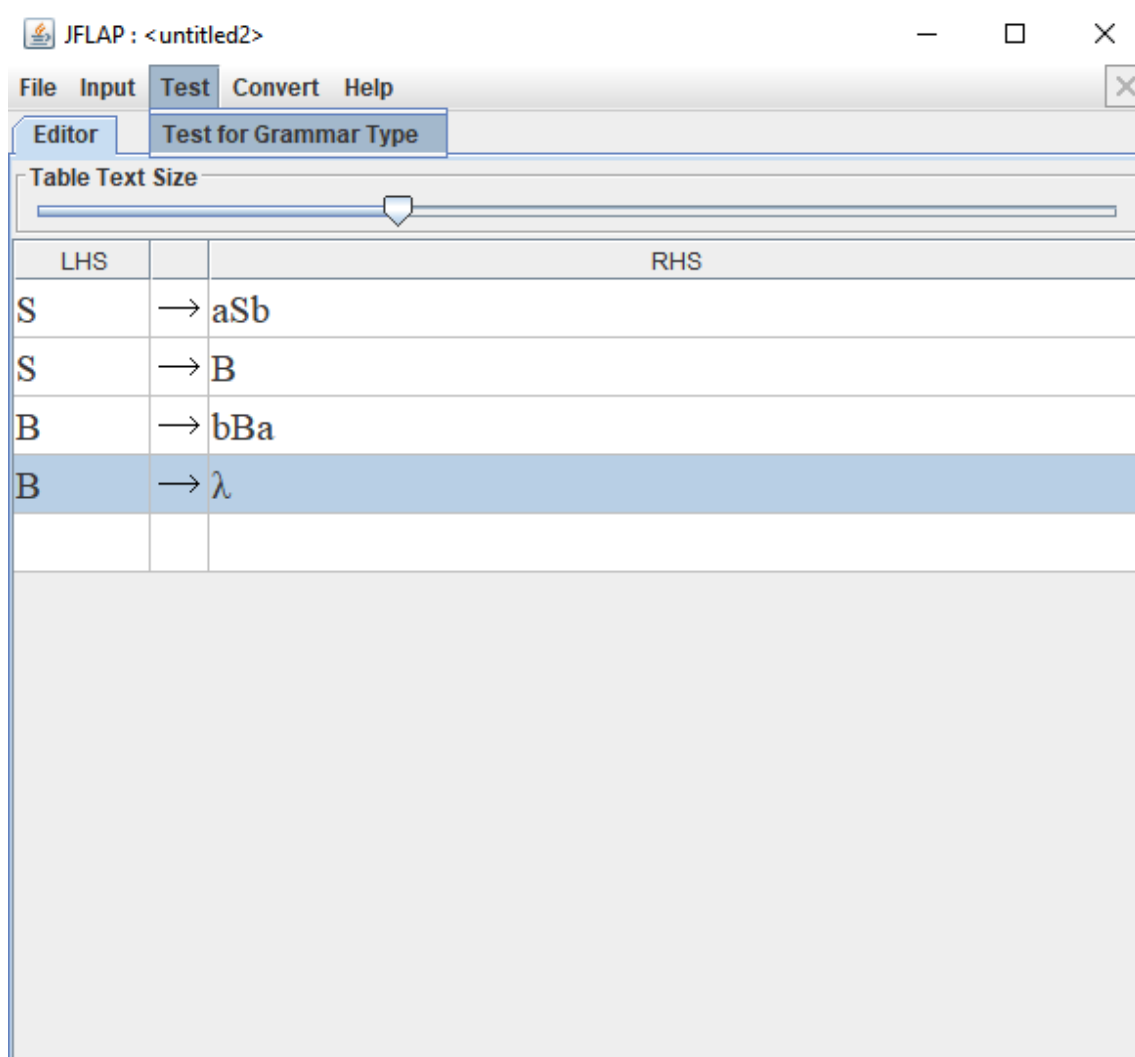 JFLAP : <untitled2>
File Input Test Convert Help
Editor Test for Grammar Type
Table Text Size
LHS RHS
S → aSb
S → B
B → bBa
B → λ